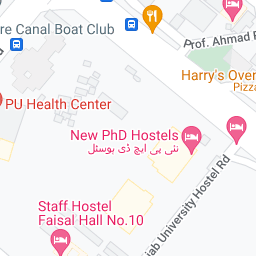 re Canal Boat Club
Prof. Ahmad R
Harry's Oven
Pizza
PU Health Center
New PhD Hostels
نئی پی ایچ ڈی ہوسٹل
Staff Hostel
Faisal Hall No.10
jab University Hostel Rd